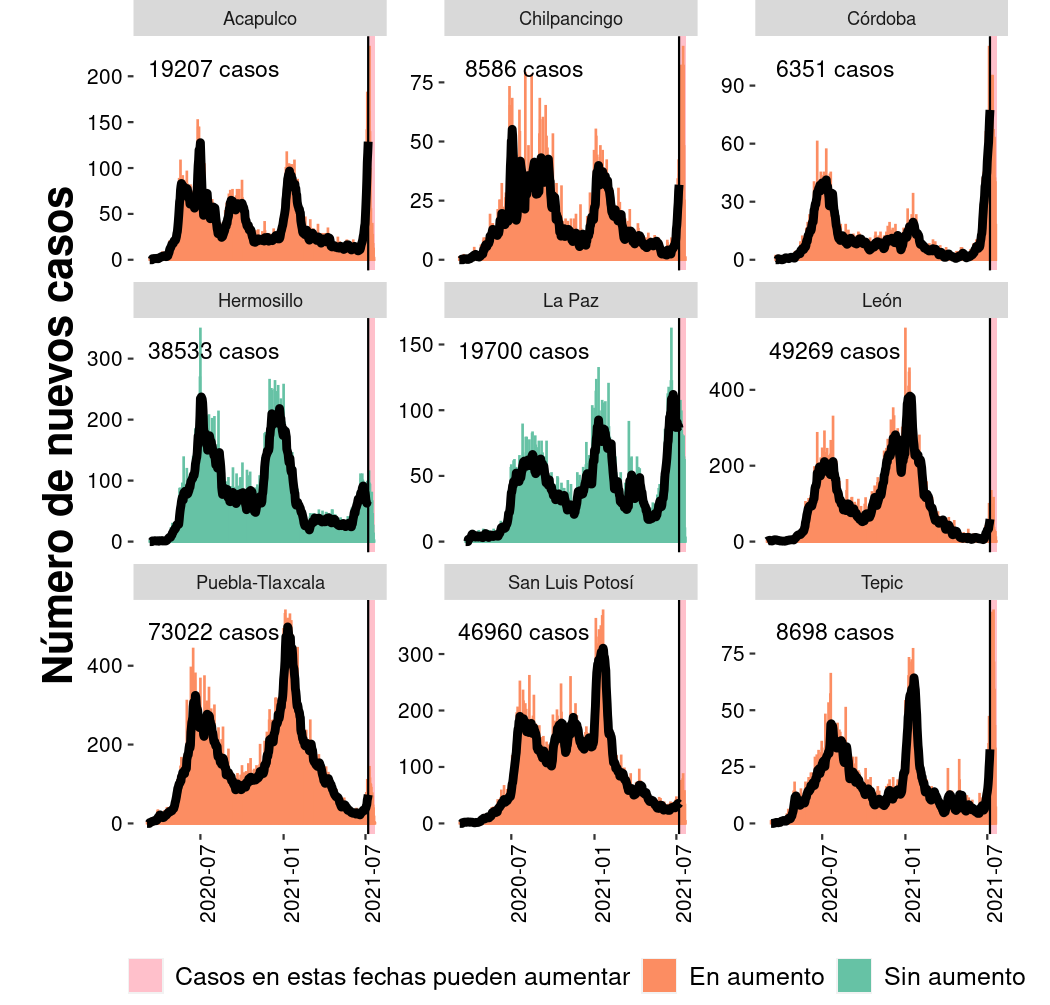 Número de nuevos casos
Acapulco
19207 casos
200
150
100
50
0
Chilpancingo
8586 casos
75
50
25
0
Córdoba
6351 casos
90
60
30
0
Hermosillo
38533 casos
300
200
100
0
La Paz
19700 casos
150
100
50
0
León
49269 casos
400
200
0
Puebla-Tlaxcala
73022 casos
400
200
0
San Luis Potosí
46960 casos
300
200
100
0
Tepic
8698 casos
75
50
25
0
2020-07
2021-01
2021-07
2020-07
2021-01
2021-07
2020-07
2021-01
2021-07
Casos en estas fechas pueden aumentar
En aumento
Sin aumento